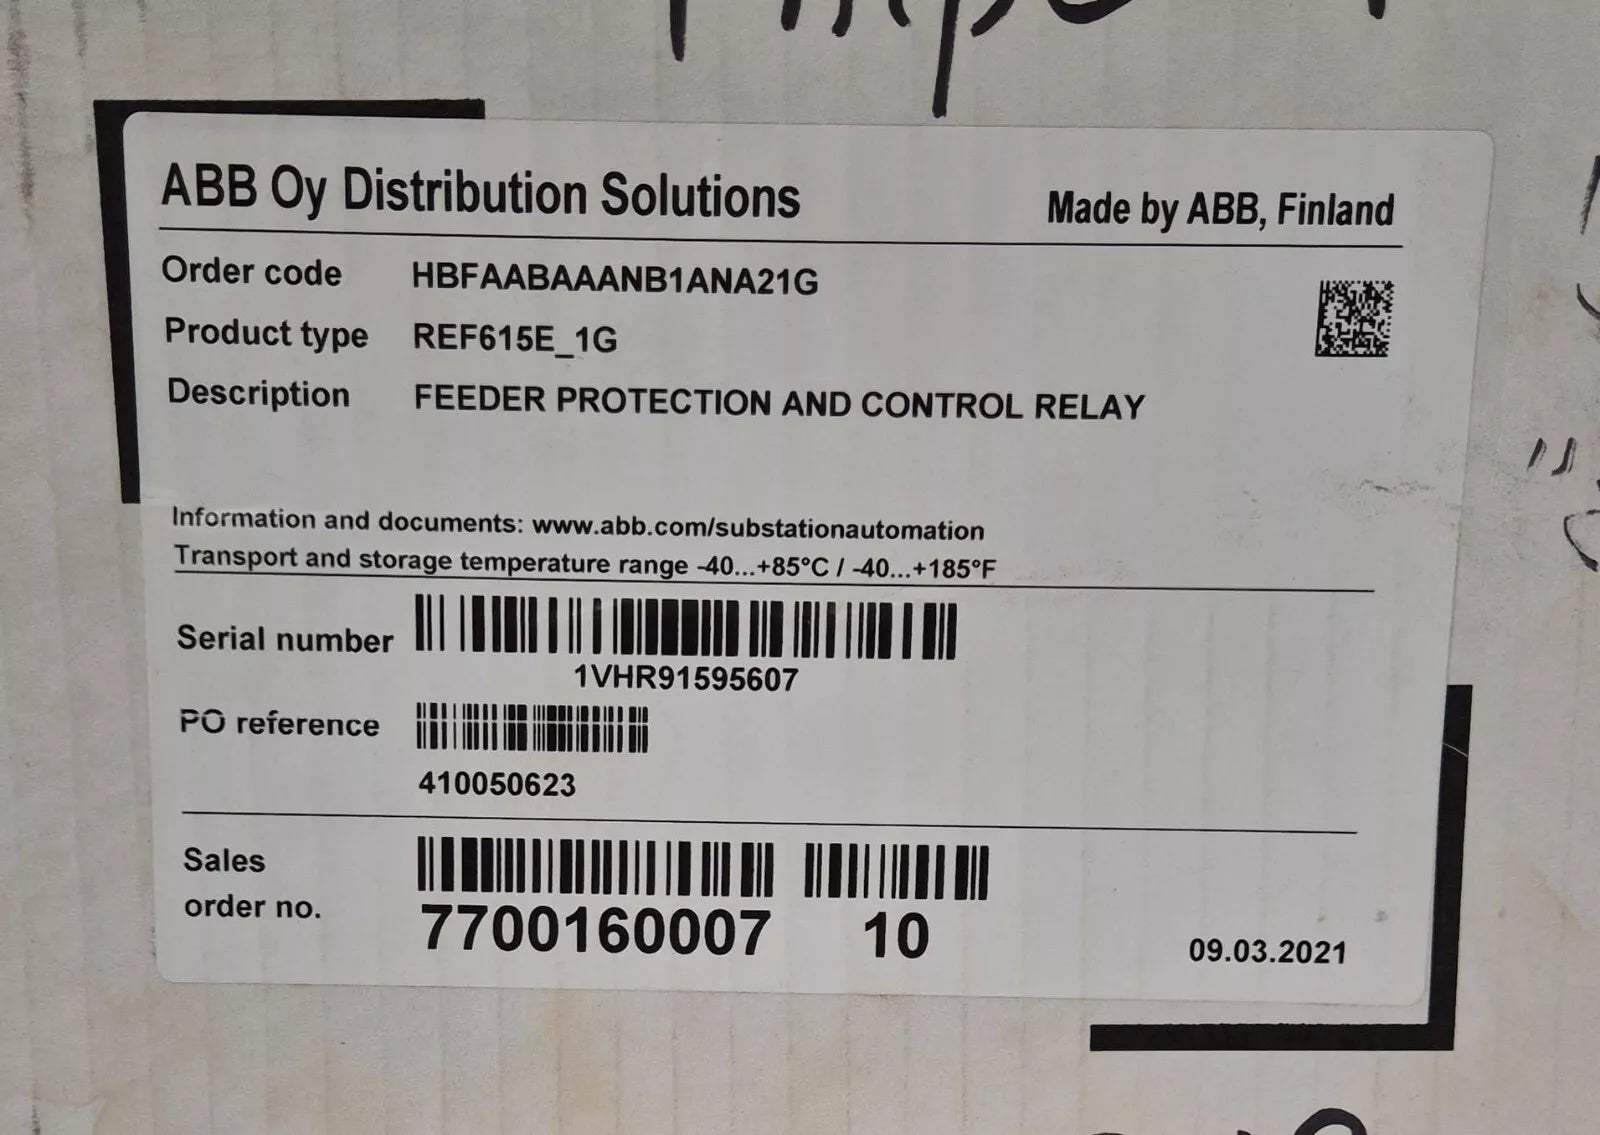 ABB Oy Distribution Solutions
Made by ABB, Finland
Order code HBFAABAAANB1ANA21G
Product type REF615E_1G
Description FEEDER PROTECTION AND CONTROL RELAY
Information and documents: www.abb.com/substationautomation
Transport and storage temperature range -40...+85°C / -40...+185°F
Serial number
1VHR91595607
PO reference
410050623
Sales
order no.
7700160007 10
09.03.2021